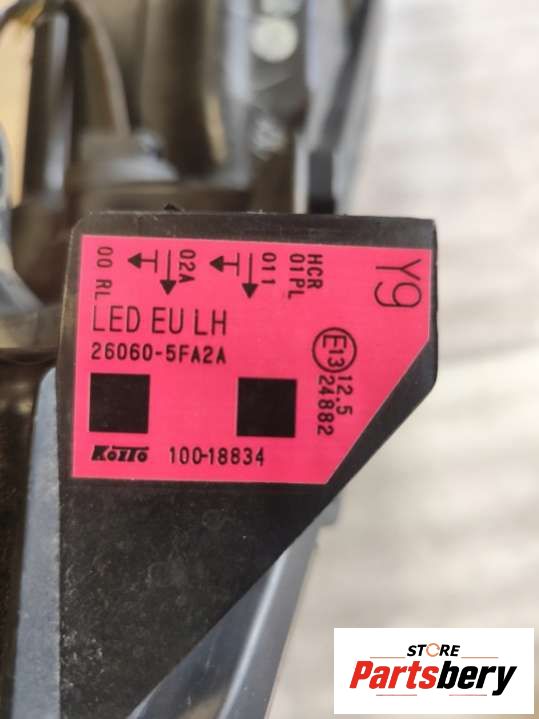 Y9
HCR
01PL
011
02A
00 RL
LED EU LH
26060-5FA2A
E13
12.5
24882
KOITO 100-18834
STORE
Partsbery